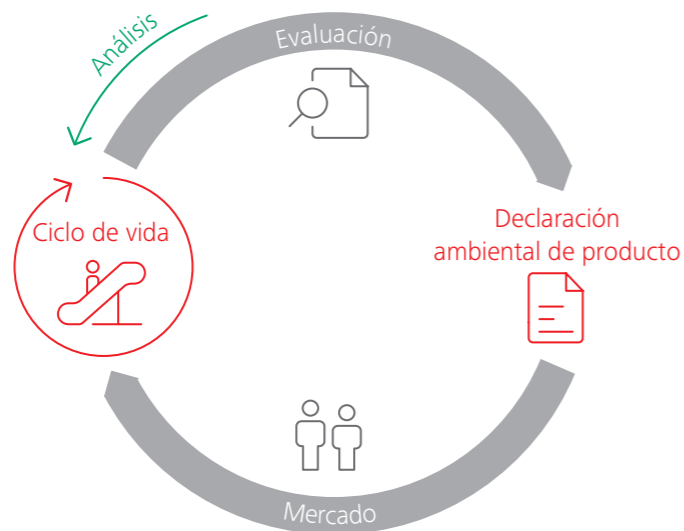 Análisis
Evaluación
Ciclo de vida
Declaración
ambiental de producto
Mercado